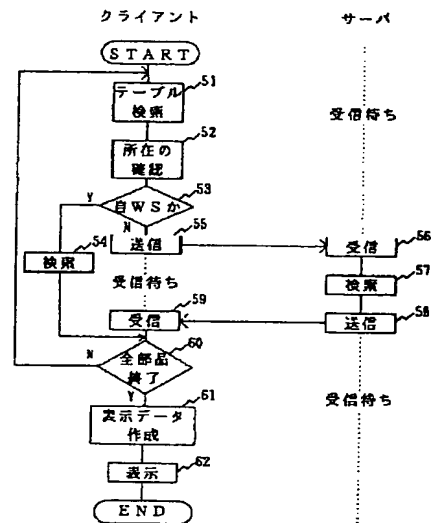 クライアント
サーバ
START
51
テーブル
検索
受信待ち
52
所在の
確認
53
Y
自WSか
N
55
54
送信
56
受信
検索
57
受信待ち
検索
59
58
受信
送信
60
N
全部品
終了
Y
61
受信待ち
表示データ
作成
62
表示
END